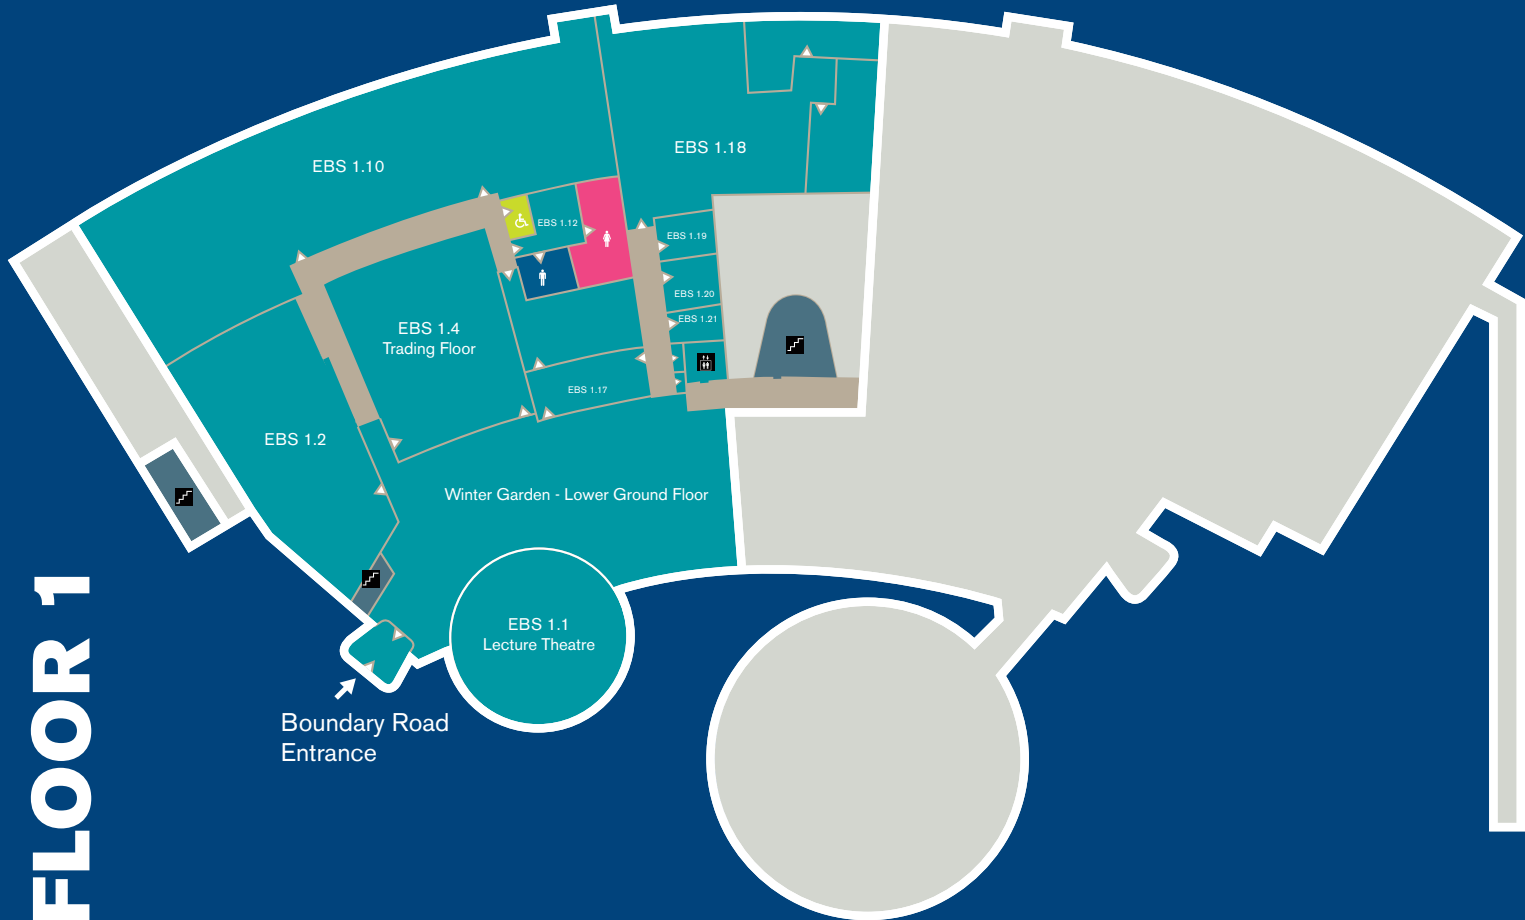 EBS 1.10
EBS 1.18
EBS 1.12
EBS 1.19
EBS 1.20
EBS 1.21
EBS 1.4
Trading Floor
EBS 1.17
EBS 1.2
Winter Garden - Lower Ground Floor
EBS 1.1
Lecture Theatre
Boundary Road
Entrance
FLOOR 1